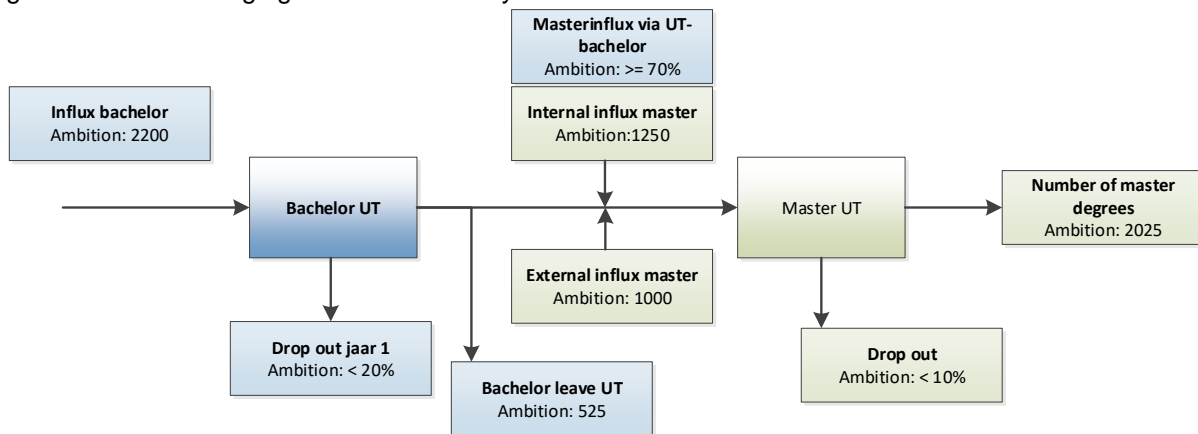 Masterinflux via UT-
bachelor
Ambition: >= 70%
Influx bachelor
Ambition: 2200
Internal influx master
Ambition:1250
Bachelor UT
Master UT
Number of master
degrees
Ambition: 2025
External influx master
Ambition: 1000
Drop out jaar 1
Ambition: < 20%
Drop out
Ambition: < 10%
Bachelor leave UT
Ambition: 525